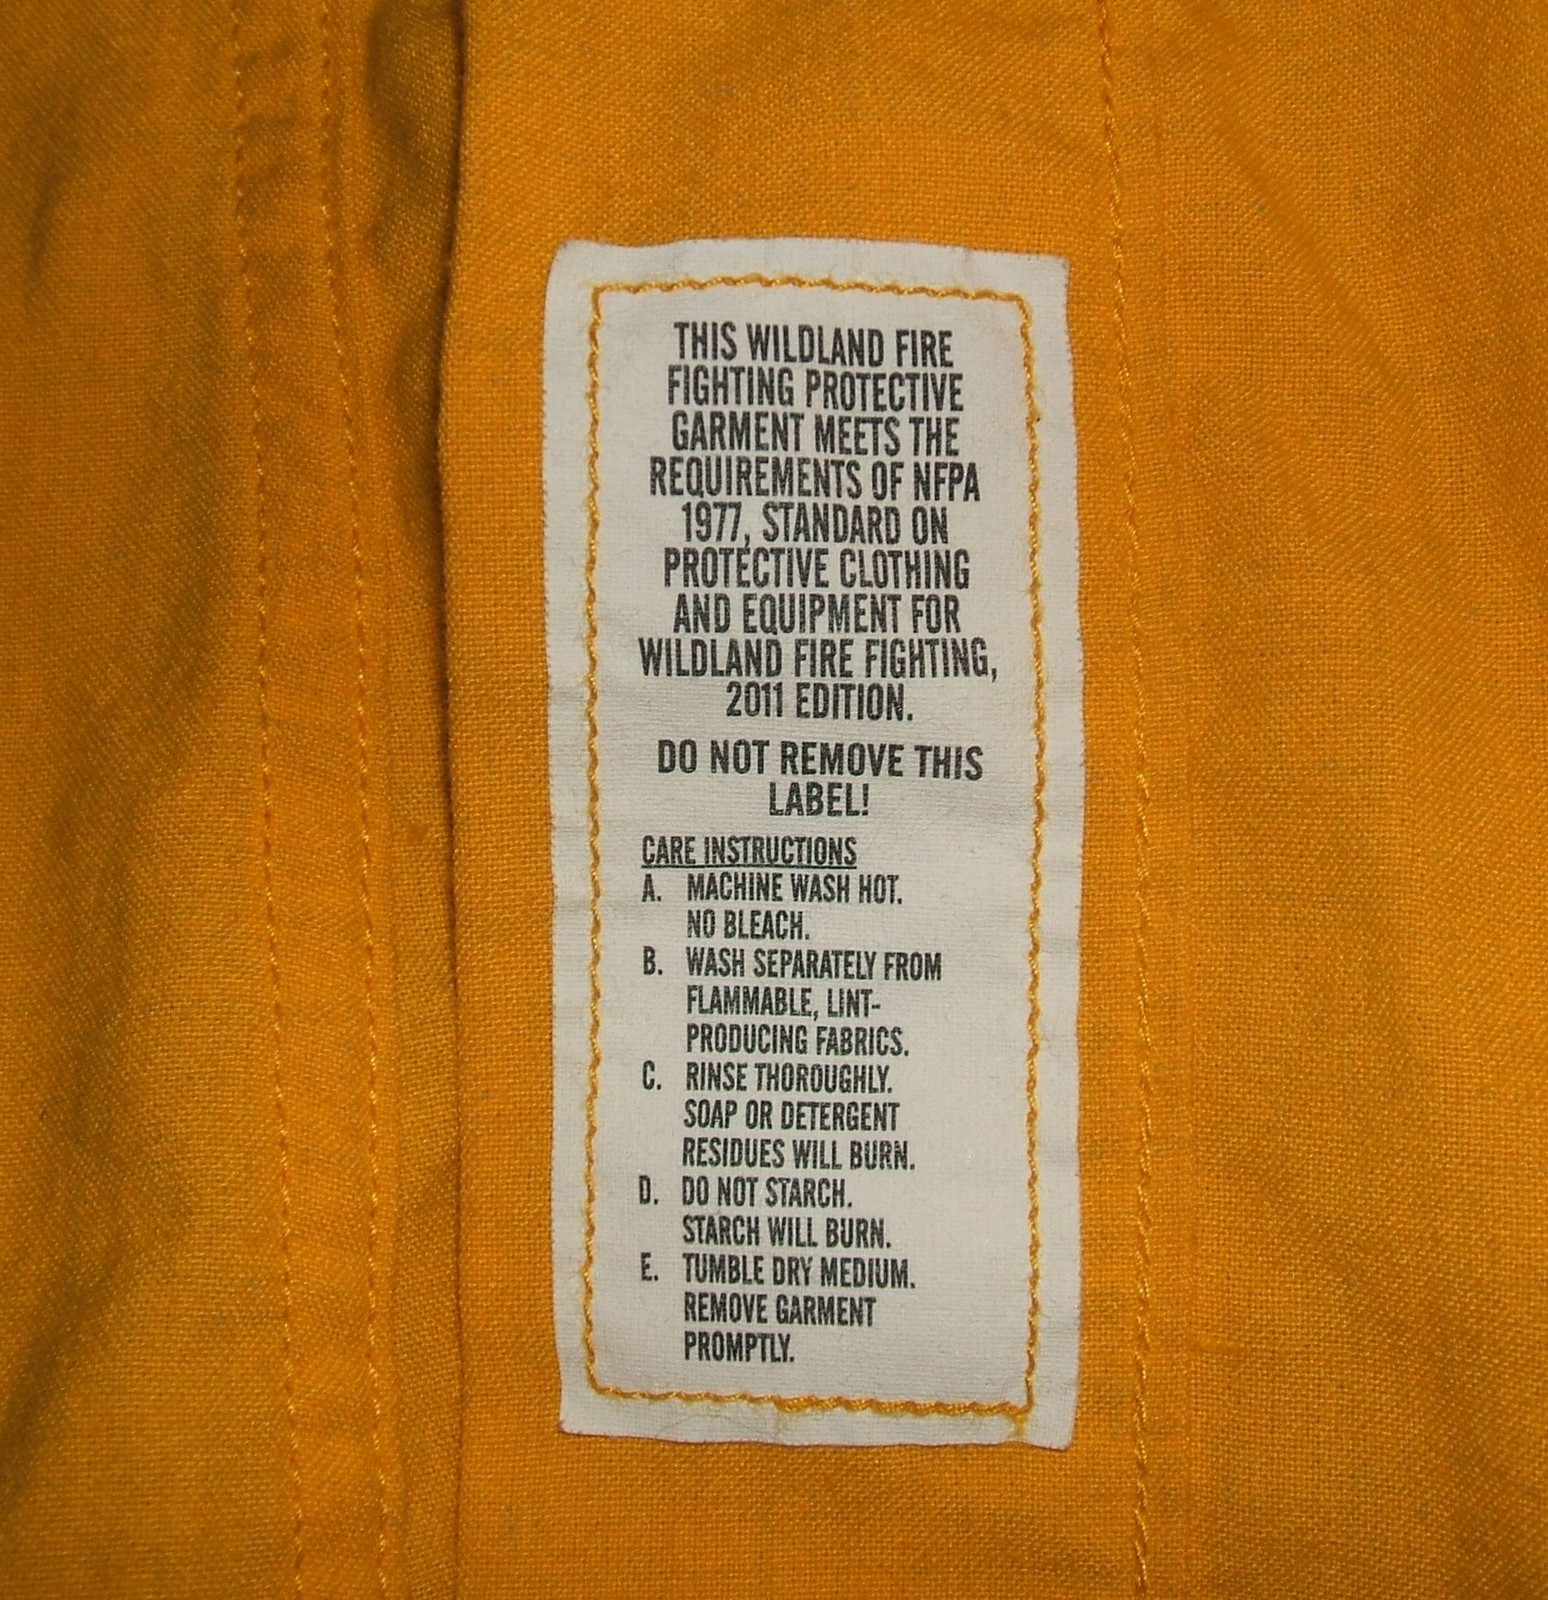 THIS WILDLAND FIRE
FIGHTING PROTECTIVE
GARMENT MEETS THE
REQUIREMENTS OF NFPA
1977, STANDARD ON
PROTECTIVE CLOTHING
AND EQUIPMENT FOR
WILDLAND FIRE FIGHTING,
2011 EDITION.
DO NOT REMOVE THIS
LABEL!
CARE INSTRUCTIONS
A. MACHINE WASH HOT.
NO BLEACH.
B. WASH SEPARATELY FROM
FLAMMABLE, LINT-
PRODUCING FABRICS.
C. RINSE THOROUGHLY.
SOAP OR DETERGENT
RESIDUES WILL BURN.
D. DO NOT STARCH.
STARCH WILL BURN.
E. TUMBLE DRY MEDIUM.
REMOVE GARMENT
PROMPTLY.